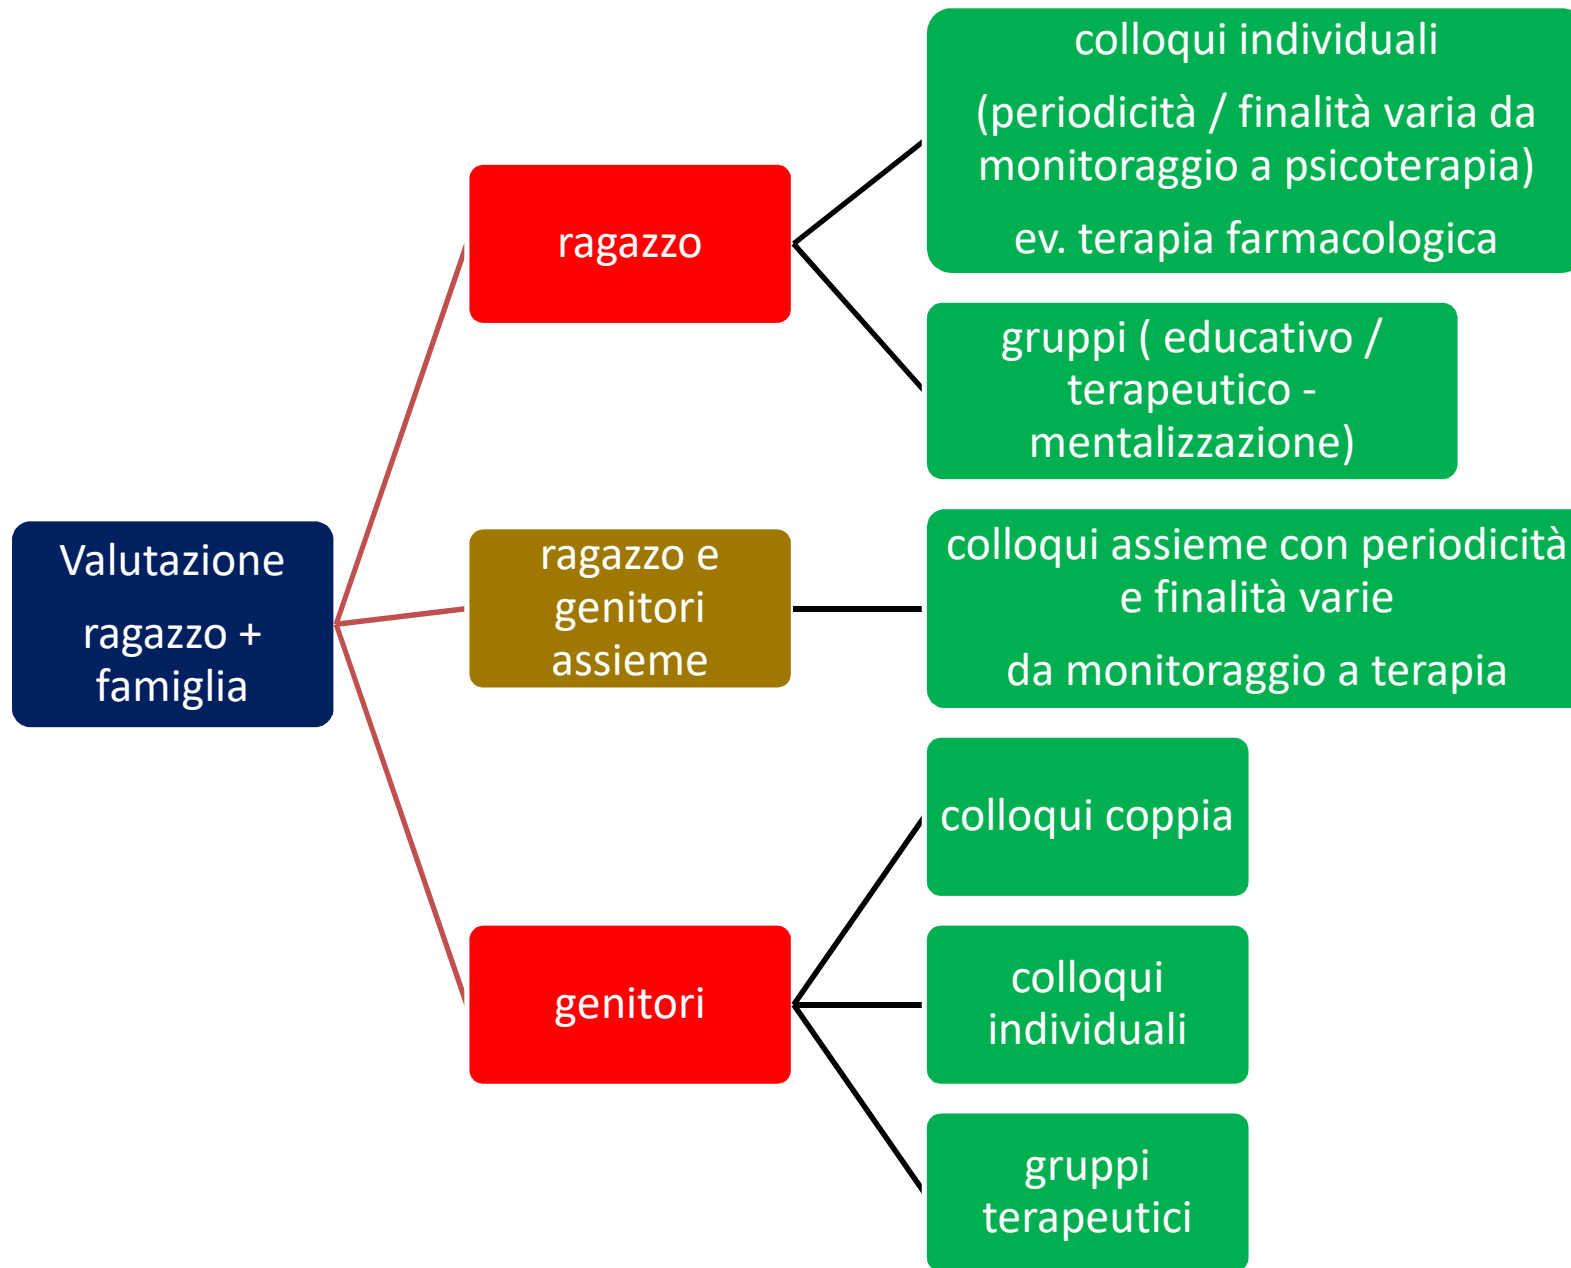 colloqui individuali
(periodicità / finalità varia da
monitoraggio a psicoterapia)
ev. terapia farmacologica
ragazzo
gruppi ( educativo /
terapeutico -
mentalizzazione)
Valutazione
ragazzo +
famiglia
ragazzo e
genitori
assieme
colloqui assieme con periodicità
e finalità varie
da monitoraggio a terapia
colloqui coppia
genitori
colloqui
individuali
gruppi
terapeutici